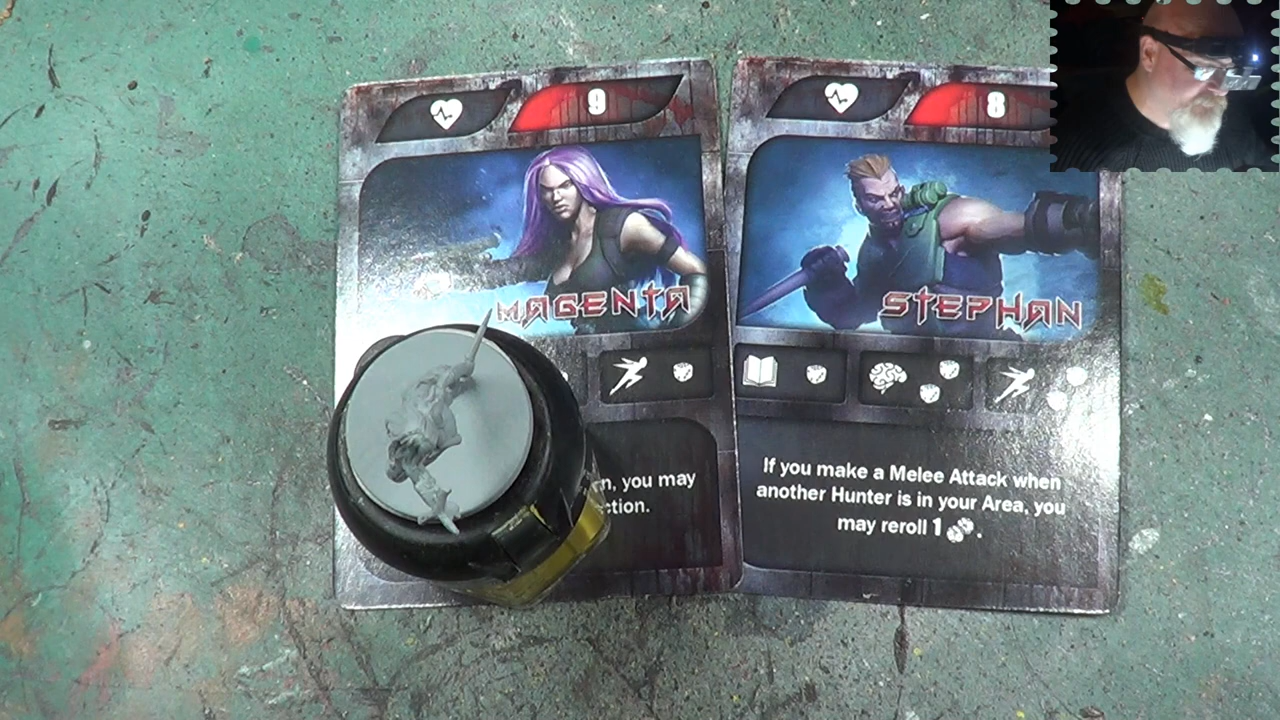 9
MAGENTA
n, you may
ction.
8
STEPHAN
If you make a Melee Attack when
another Hunter is in your Area, you
may reroll 1 .